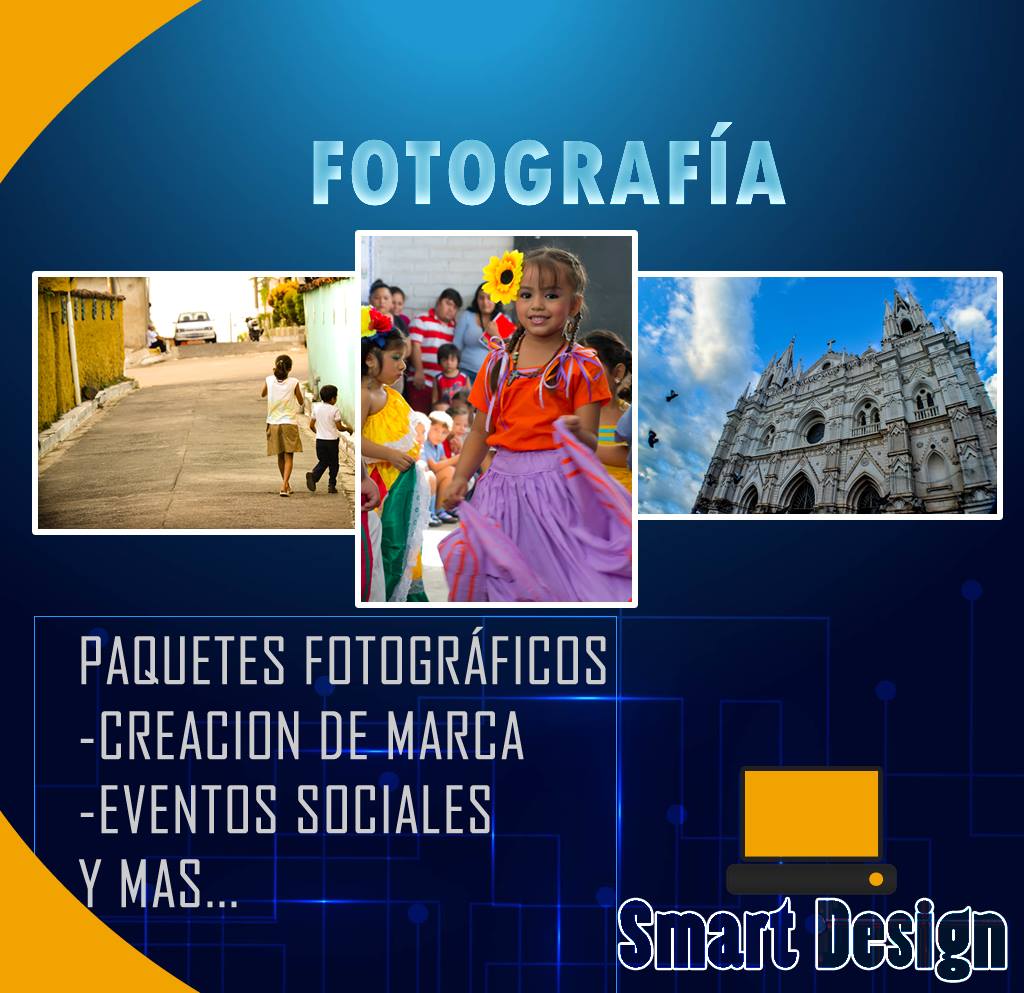 FOTOGRAFÍA
PAQUETES FOTOGRÁFICOS
-CREACION DE MARCA
-EVENTOS SOCIALES
Y MAS...
Smart Design